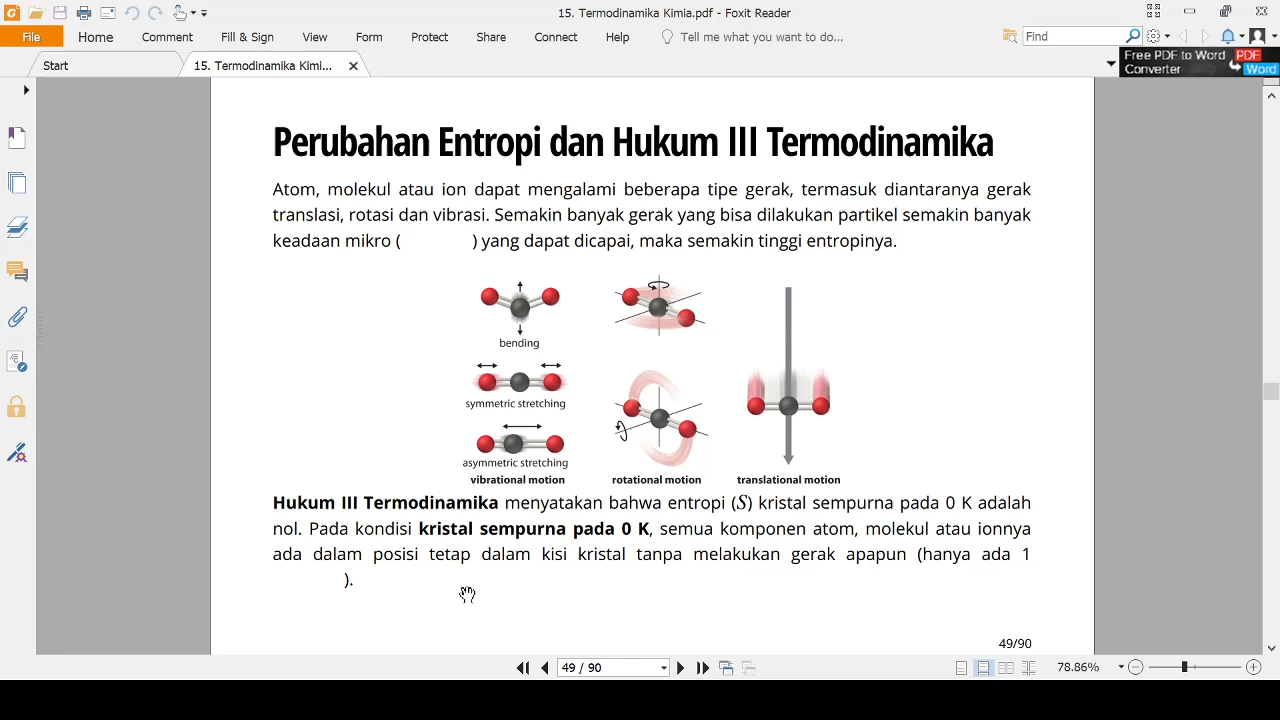 15. Termodinamika Kimia.pdf - Foxit Reader
File Home Comment Fill & Sign View Form Protect Share Connect Help Tell me what you want to do... Find
Start 15. Termodinamika Kimi...
Free PDF to Word PDF
Converter Word
Perubahan Entropi dan Hukum III Termodinamika
Atom, molekul atau ion dapat mengalami beberapa tipe gerak, termasuk diantaranya gerak
translasi, rotasi dan vibrasi. Semakin banyak gerak yang bisa dilakukan partikel semakin banyak
keadaan mikro ( ) yang dapat dicapai, maka semakin tinggi entropinya.
bending
symmetric stretching
asymmetric stretching
vibrational motion rotational motion translational motion
Hukum III Termodinamika menyatakan bahwa entropi (S) kristal sempurna pada 0 K adalah
nol. Pada kondisi kristal sempurna pada 0 K, semua komponen atom, molekul atau ionnya
ada dalam posisi tetap dalam kisi kristal tanpa melakukan gerak apapun (hanya ada 1
).
49/90
49 / 90 78.86%